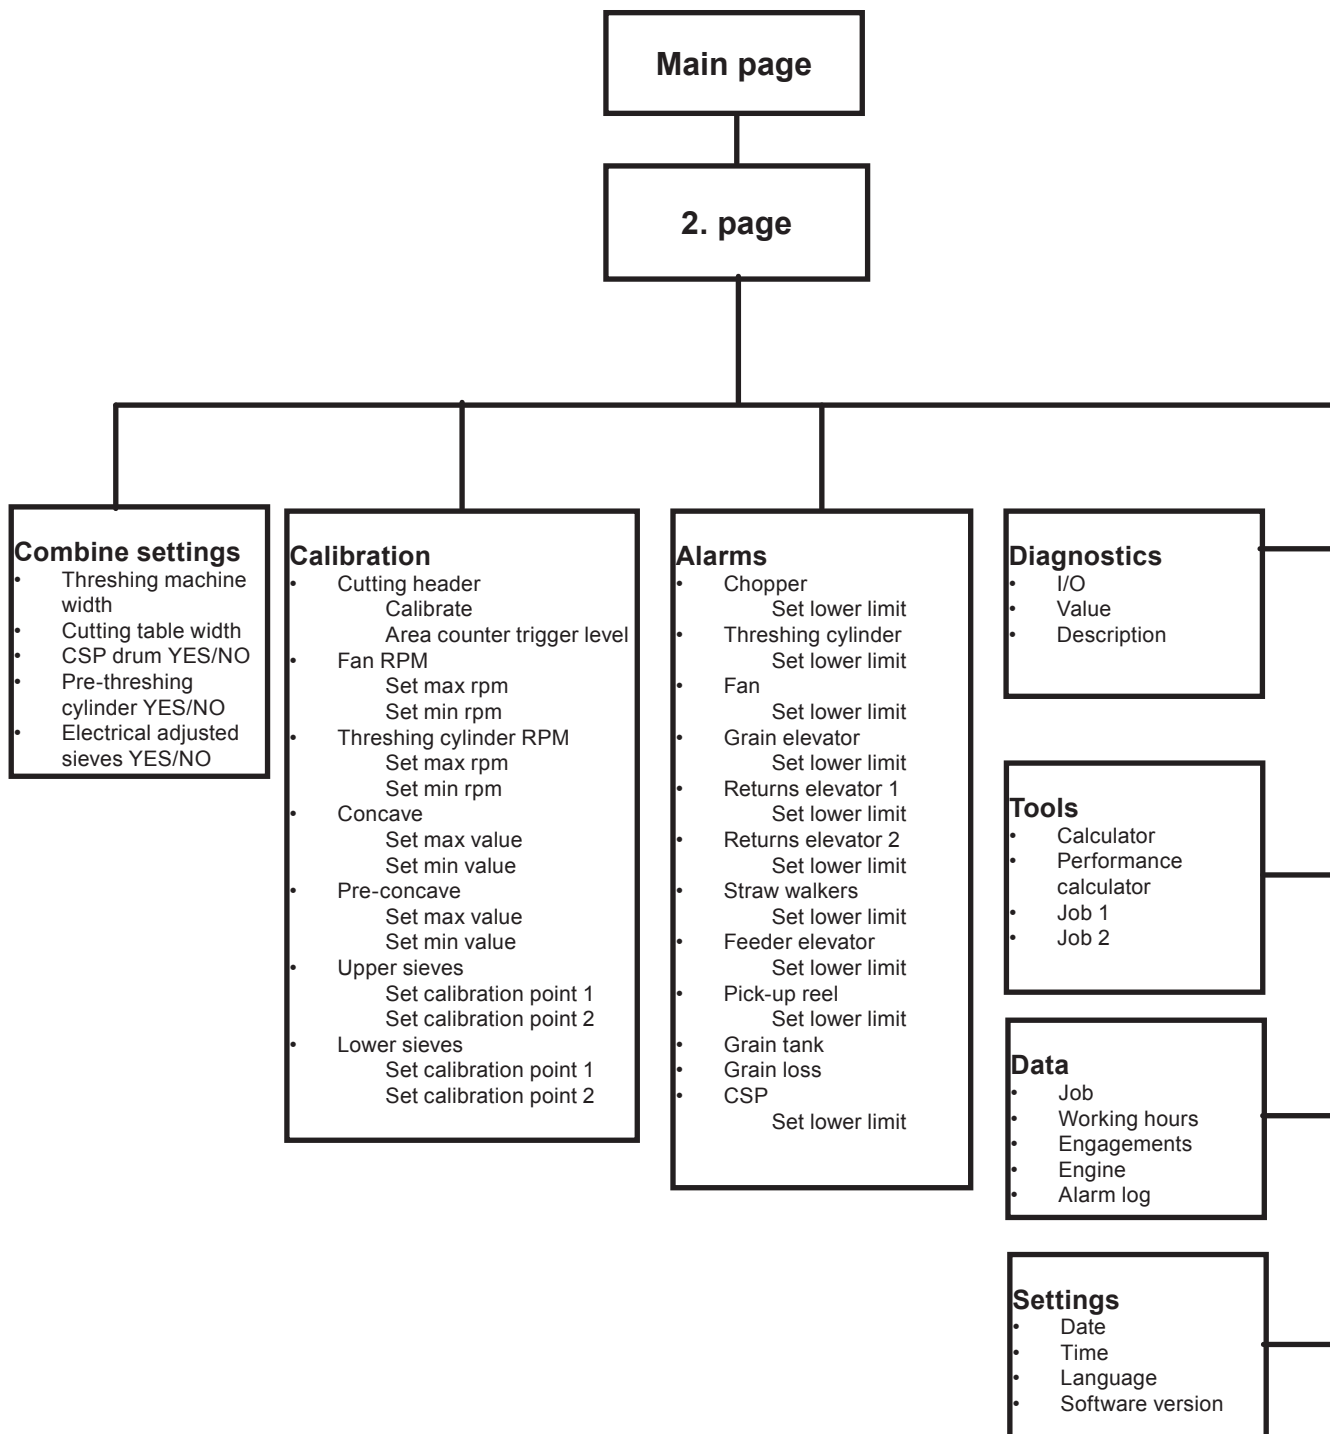 Main page
2. page
Combine settings
• Threshing machine
width
• Cutting table width
• CSP drum YES/NO
• Pre-threshing
cylinder YES/NO
• Electrical adjusted
sieves YES/NO
Calibration
• Cutting header
Calibrate
Area counter trigger level
• Fan RPM
Set max rpm
Set min rpm
• Threshing cylinder RPM
Set max rpm
Set min rpm
• Concave
Set max value
Set min value
• Pre-concave
Set max value
Set min value
• Upper sieves
Set calibration point 1
Set calibration point 2
• Lower sieves
Set calibration point 1
Set calibration point 2
Alarms
• Chopper
Set lower limit
• Threshing cylinder
Set lower limit
• Fan
Set lower limit
• Grain elevator
Set lower limit
• Returns elevator 1
Set lower limit
• Returns elevator 2
Set lower limit
• Straw walkers
Set lower limit
• Feeder elevator
Set lower limit
• Pick-up reel
Set lower limit
• Grain tank
• Grain loss
• CSP
Set lower limit
Diagnostics
• I/O
• Value
• Description
Tools
• Calculator
• Performance
calculator
• Job 1
• Job 2
Data
• Job
• Working hours
• Engagements
• Engine
• Alarm log
Settings
• Date
• Time
• Language
• Software version